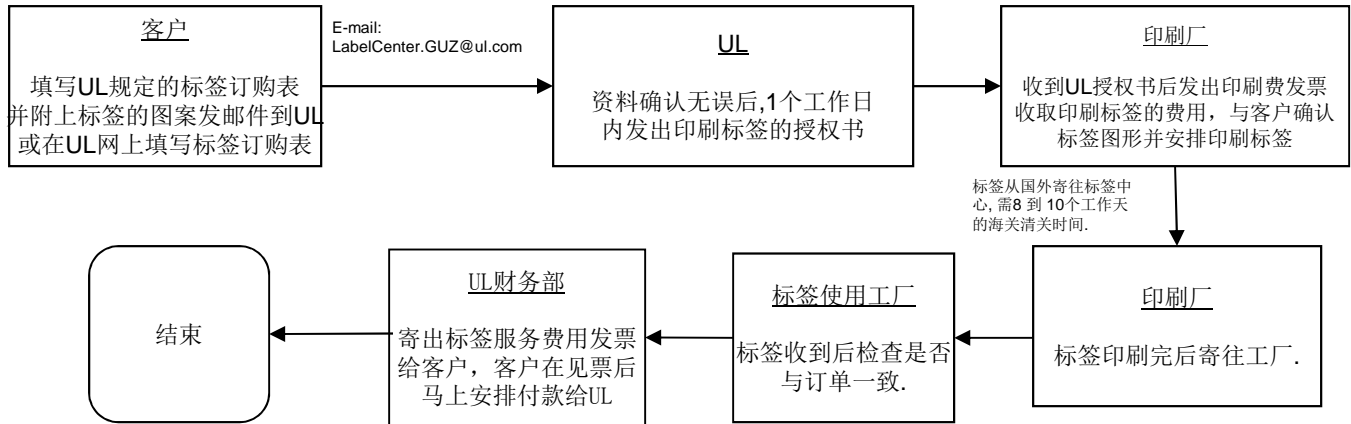 客户
填写UL规定的标签订购表
并附上标签的图案发邮件到UL
或在UL网上填写标签订购表
E-mail:
LabelCenter.GUZ@ul.com
UL
资料确认无误后,1个工作日
内发出印刷标签的授权书
印刷厂
收到UL授权书后发出印刷费发票
收取印刷标签的费用，与客户确认
标签图形并安排印刷标签
标签从国外寄往标签中
心, 需8 到 10个工作天
的海关清关时间.
印刷厂
标签印刷完后寄往工厂.
标签使用工厂
标签收到后检查是否
与订单一致.
UL财务部
寄出标签服务费用发票
给客户，客户在见票后
马上安排付款给UL
结束